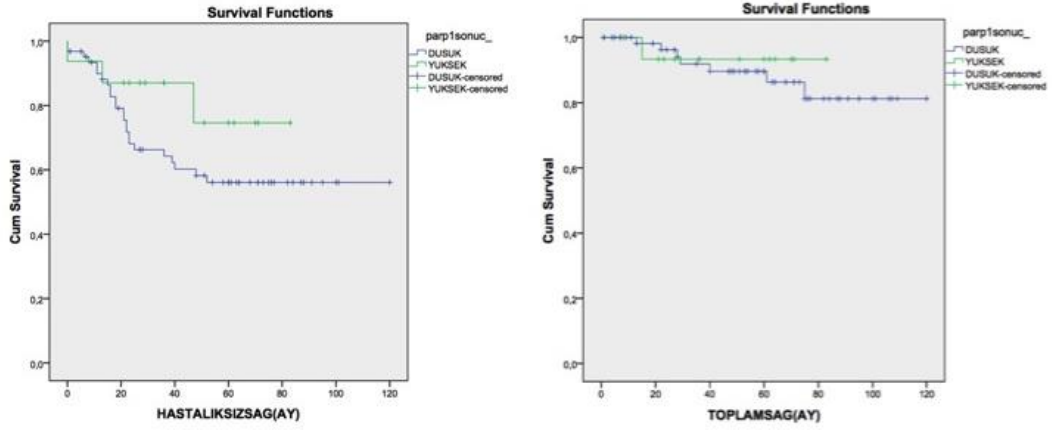 Survival Functions
parp1sonuc_
DUSUK
YUKSEK
DUSUK-censored
YUKSEK-censored
1,0
0,8
0,6
0,4
0,2
0,0
Cum Survival
0 20 40 60 80 100 120
HASTALIKSIZSAG(AY)
Survival Functions
parp1sonuc_
DUSUK
YUKSEK
DUSUK-censored
YUKSEK-censored
1,0
0,8
0,6
0,4
0,2
0,0
Cum Survival
0 20 40 60 80 100 120
TOPLAMSAG(AY)